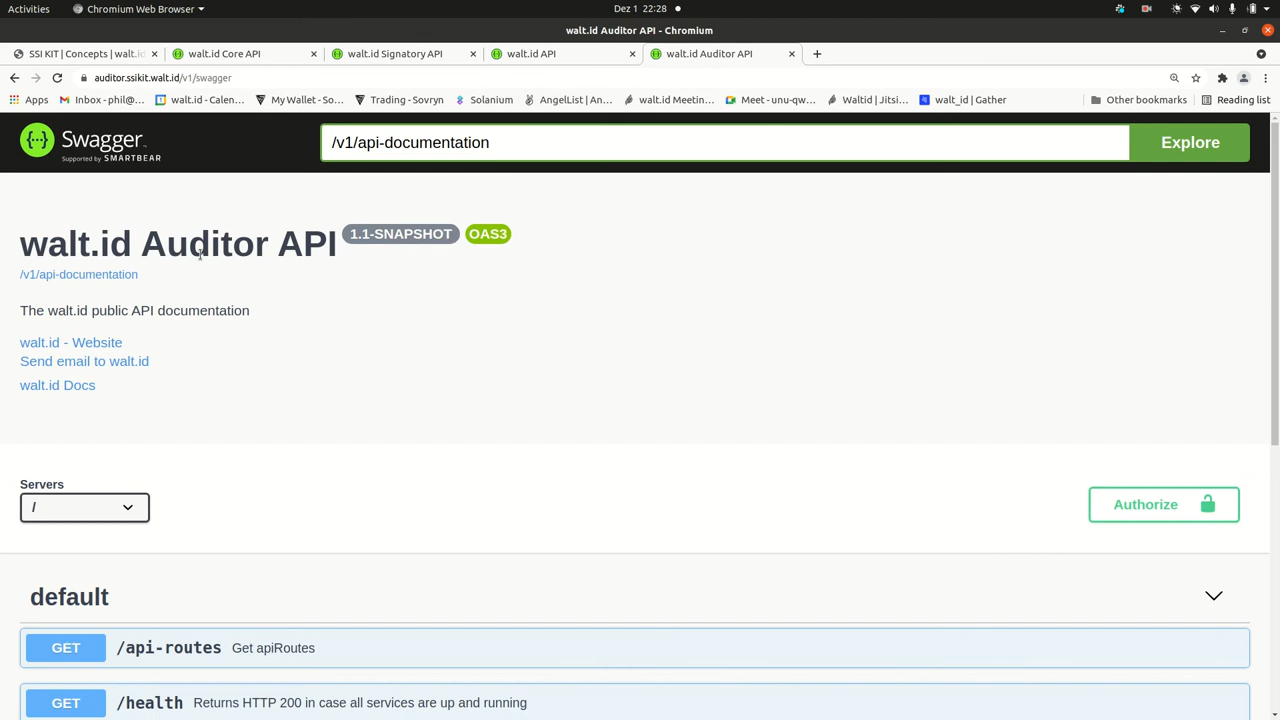 Activities Chromium Web Browser Dez 1 22:28
walt.id Auditor API - Chromium
SSI KIT | Concepts | walt.id walt.id Core API walt.id Signatory API walt.id API walt.id Auditor API
auditor.ssikit.walt.id/v1/swagger
Apps Inbox - phil@... walt.id - Calen... My Wallet - So... Trading - Sovryn Solanium AngelList | An... walt.id Meetin... Meet - unu-qw... Waltid | Jitsi... walt_id | Gather Other bookmarks Reading list
Swagger
Supported by SMARTBEAR
/v1/api-documentation Explore
walt.id Auditor API 1.1-SNAPSHOT OAS3
/v1/api-documentation
The walt.id public API documentation
walt.id - Website
Send email to walt.id
walt.id Docs
Servers
/
Authorize
default
GET /api-routes Get apiRoutes
GET /health Returns HTTP 200 in case all services are up and running